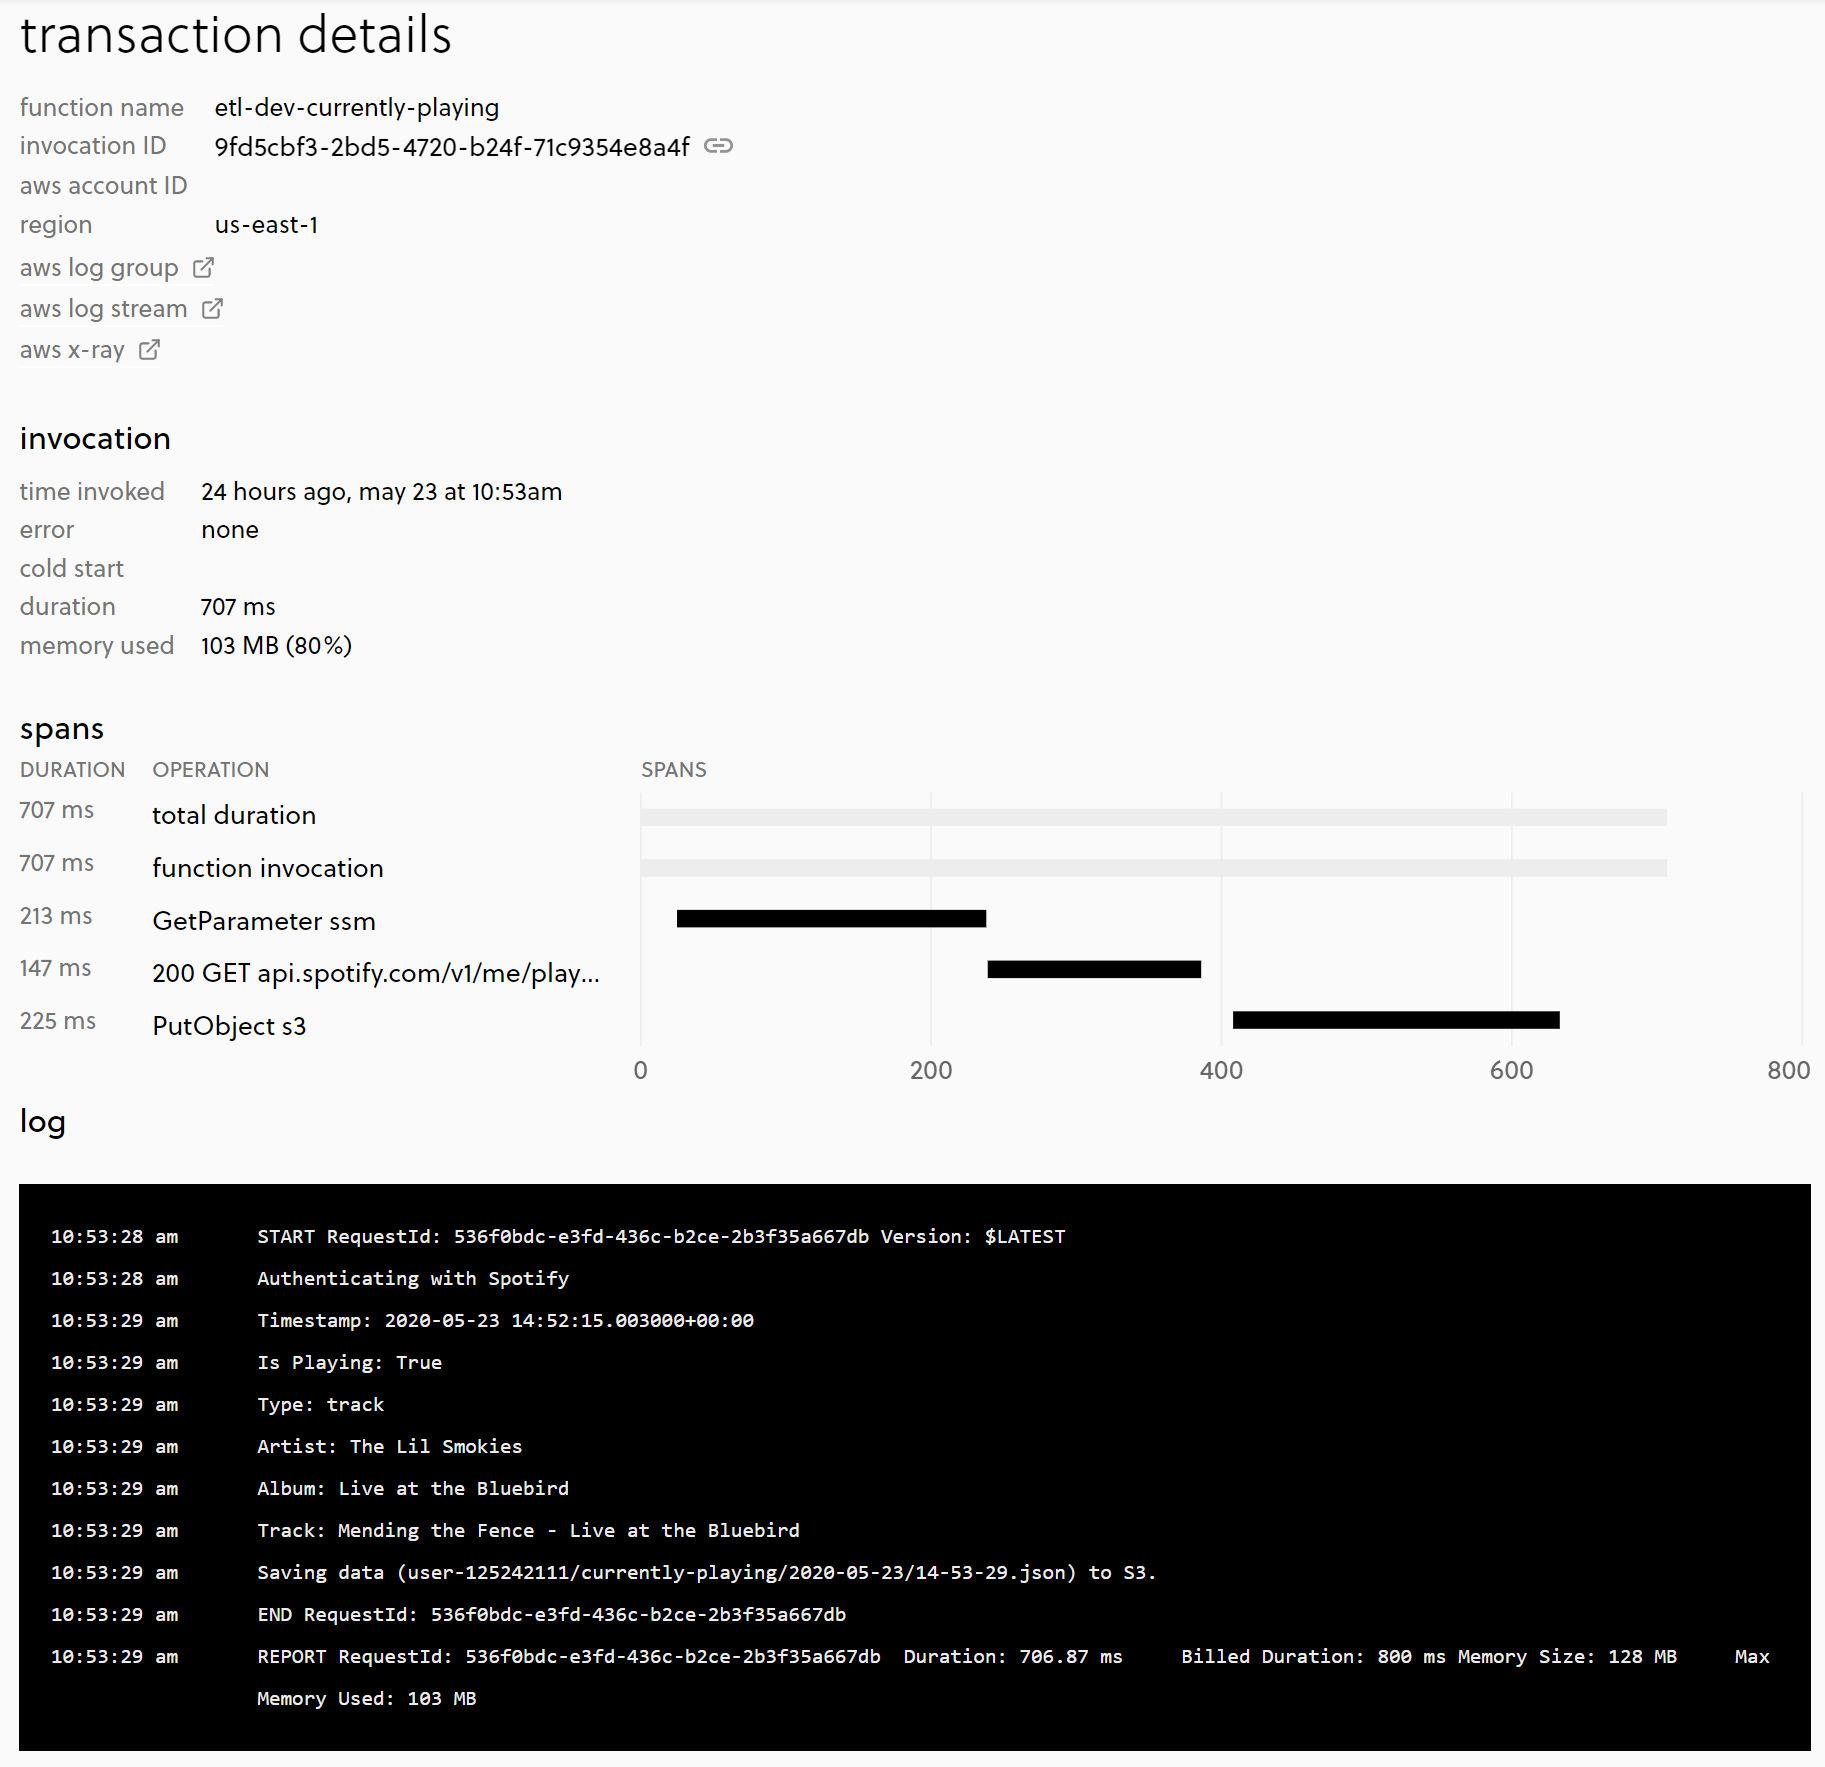 transaction details
function name etl-dev-currently-playing
invocation ID 9fd5cbf3-2bd5-4720-b24f-71c9354e8a4f
aws account ID
region us-east-1
aws log group
aws log stream
aws x-ray
invocation
time invoked 24 hours ago, may 23 at 10:53am
error none
cold start
duration 707 ms
memory used 103 MB (80%)
spans
DURATION OPERATION SPANS
707 ms total duration
707 ms function invocation
213 ms GetParameter ssm
147 ms 200 GET api.spotify.com/v1/me/play...
225 ms PutObject s3
0 200 400 600 800
log
10:53:28 am START RequestId: 536f0bdc-e3fd-436c-b2ce-2b3f35a667db Version: $LATEST
10:53:28 am Authenticating with Spotify
10:53:29 am Timestamp: 2020-05-23 14:52:15.003000+00:00
10:53:29 am Is Playing: True
10:53:29 am Type: track
10:53:29 am Artist: The Lil Smokies
10:53:29 am Album: Live at the Bluebird
10:53:29 am Track: Mending the Fence - Live at the Bluebird
10:53:29 am Saving data (user-125242111/currently-playing/2020-05-23/14-53-29.json) to S3.
10:53:29 am END RequestId: 536f0bdc-e3fd-436c-b2ce-2b3f35a667db
10:53:29 am REPORT RequestId: 536f0bdc-e3fd-436c-b2ce-2b3f35a667db Duration: 706.87 ms Billed Duration: 800 ms Memory Size: 128 MB Max
Memory Used: 103 MB